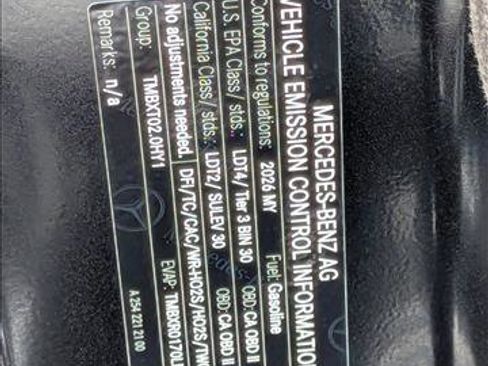 MERCEDES-BENZ AG
VEHICLE EMISSION CONTROL INFORMATION
Conforms to regulations: 2026 MY Fuel: Gasoline
U.S. EPA Class/ stds.: LDT4/ Tier 3 BIN 30 OBD: CA OBD II
California Class/ stds.: LDT2/ SULEV 30 OBD: CA OBD II
No adjustments needed. DFI/TC/CAC/WR-HO2S/HO2S/TWC
Group: TMBXT02.0HY1 EVAP:
Remarks: n/a A 254 221 21 00